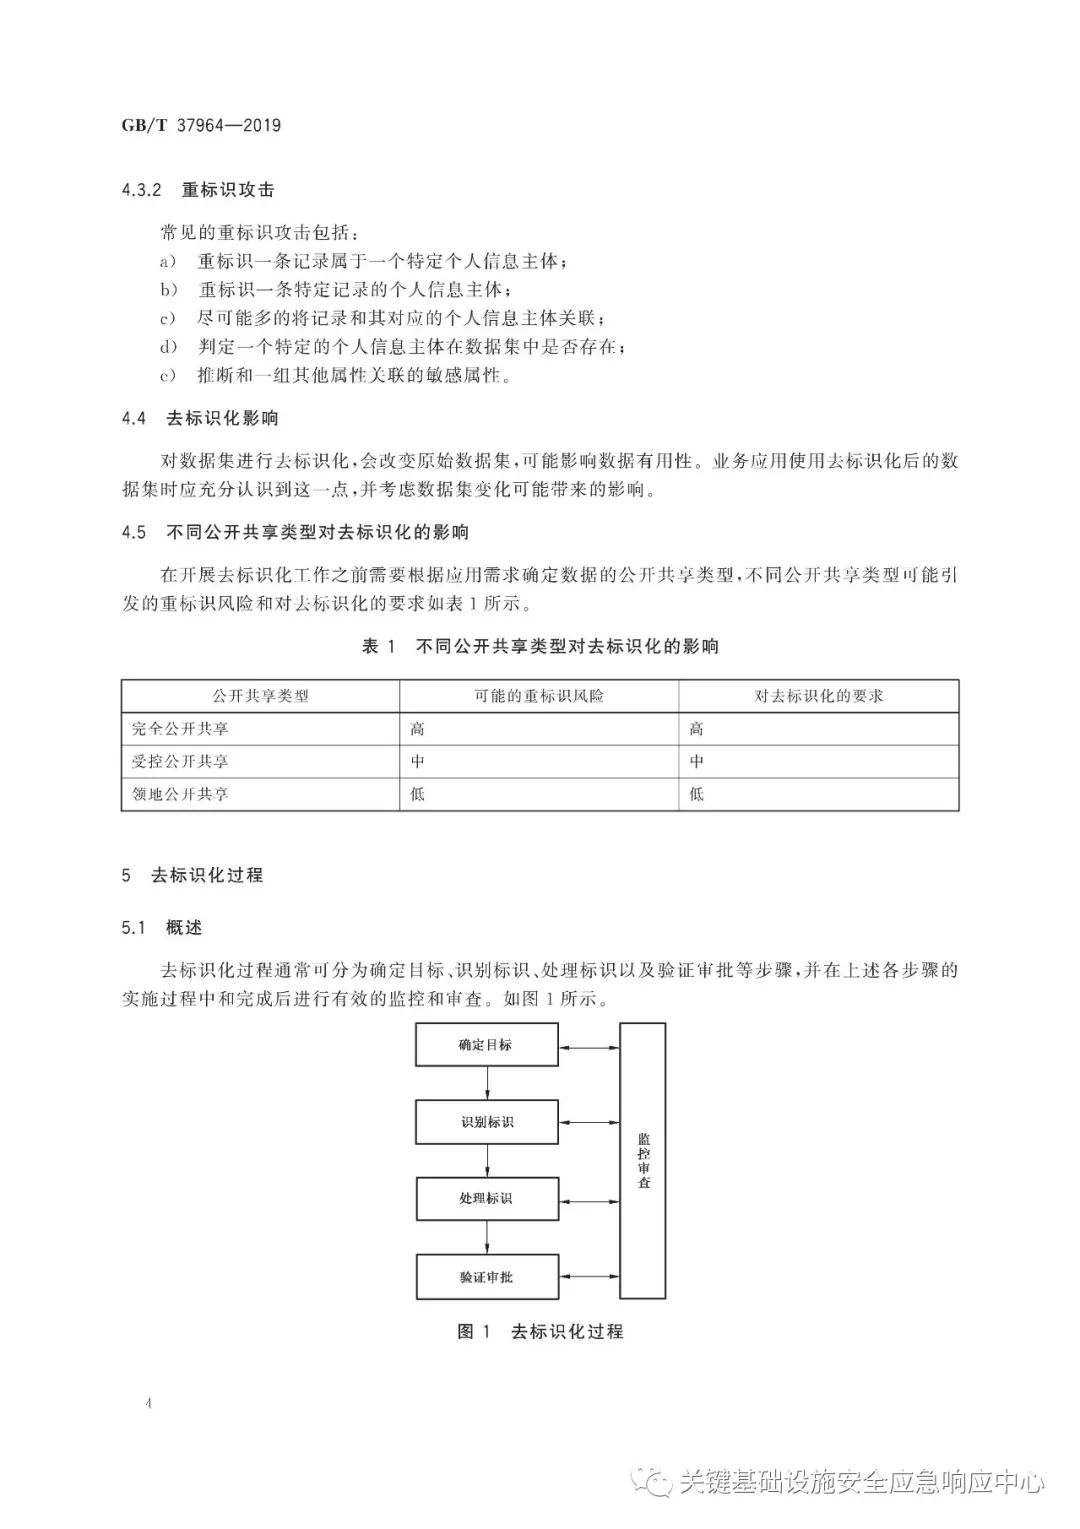 GB/T 37964—2019
4.3.2 重标识攻击
常见的重标识攻击包括:
a) 重标识一条记录属于一个特定个人信息主体;
b) 重标识一条特定记录的个人信息主体;
c) 尽可能多的将记录和其对应的个人信息主体关联;
d) 判定一个特定的个人信息主体在数据集中是否存在;
e) 推断和一组其他属性关联的敏感属性。
4.4 去标识化影响
对数据集进行去标识化,会改变原始数据集,可能影响数据有用性。业务应用使用去标识化后的数
据集时应充分认识到这一点,并考虑数据集变化可能带来的影响。
4.5 不同公开共享类型对去标识化的影响
在开展去标识化工作之前需要根据应用需求确定数据的公开共享类型,不同公开共享类型可能引
发的重标识风险和对去标识化的要求如表1所示。
表 1 不同公开共享类型对去标识化的影响
公开共享类型 可能的重标识风险 对去标识化的要求
完全公开共享 高 高
受控公开共享 中 中
领地公开共享 低 低
5 去标识化过程
5.1 概述
去标识化过程通常可分为确定目标、识别标识、处理标识以及验证审批等步骤,并在上述各步骤的
实施过程中和完成后进行有效的监控和审查。如图1所示。
确定目标
识别标识
处理标识
验证审批
监控审查
图 1 去标识化过程
4
关键基础设施安全应急响应中心